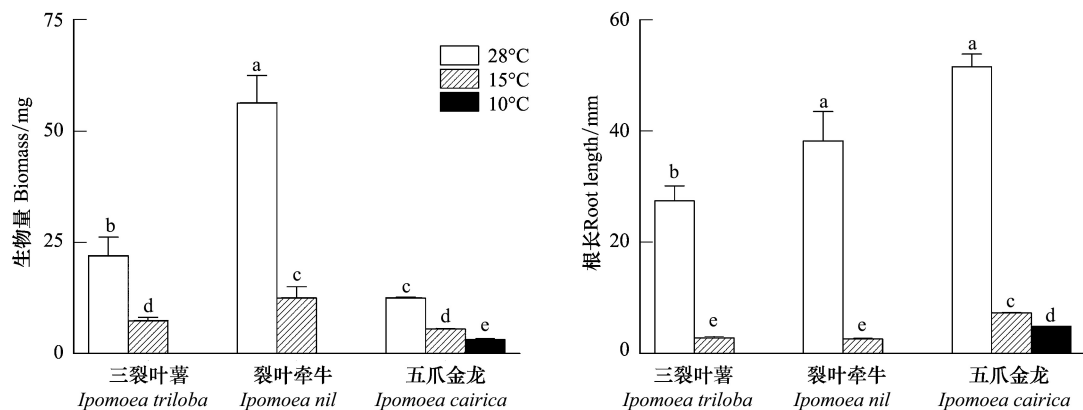 生物量 Biomass/mg
75
50
25
0
28°C
15°C
10°C
b
d
a
c
c
d
e
三裂叶薯
Ipomoea triloba
裂叶牵牛
Ipomoea nil
五爪金龙
Ipomoea cairica
根长Root length/mm
60
40
20
0
b
e
a
e
a
c
d
三裂叶薯
Ipomoea triloba
裂叶牵牛
Ipomoea nil
五爪金龙
Ipomoea cairica